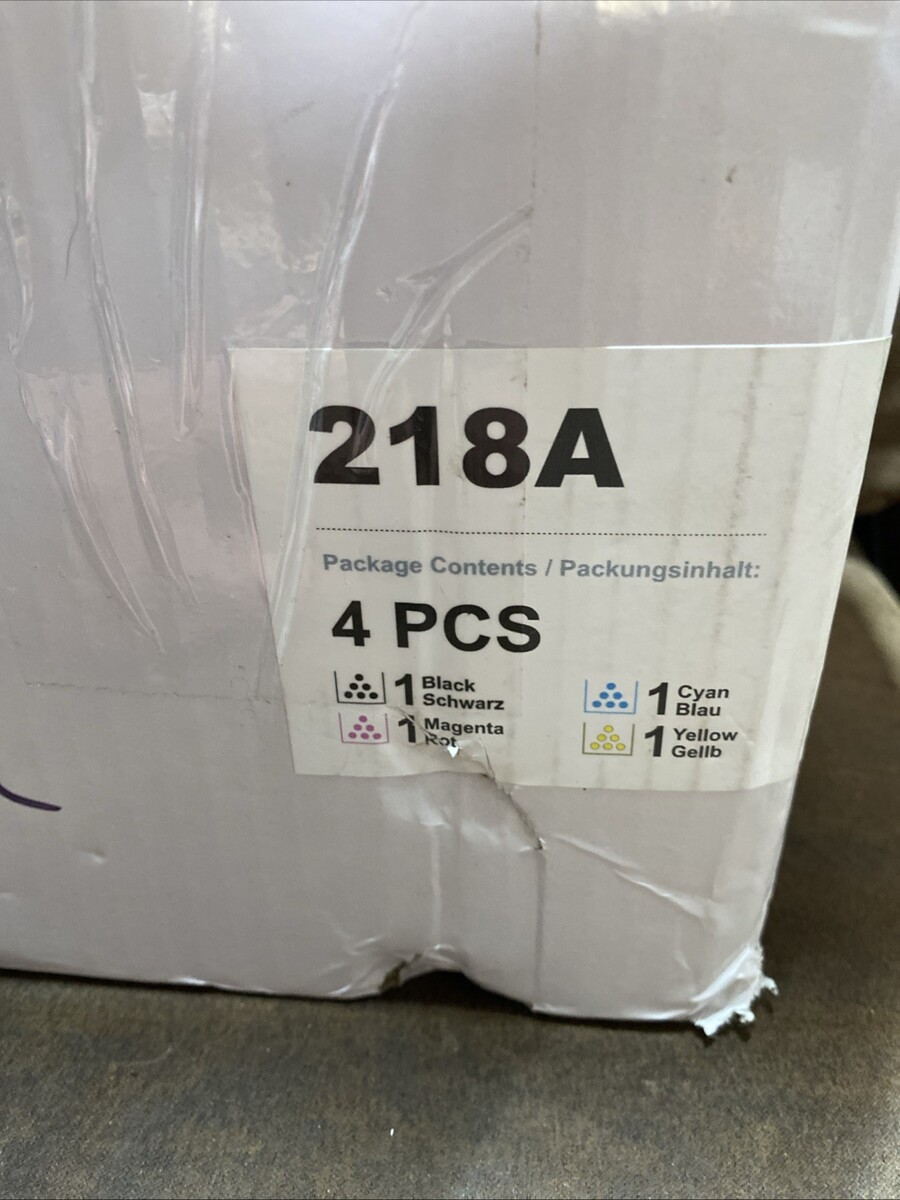 218A
Package Contents / Packungsinhalt:
4 PCS
1 Black
Schwarz
1 Cyan
Blau
1 Magenta
Rot
1 Yellow
Gellb